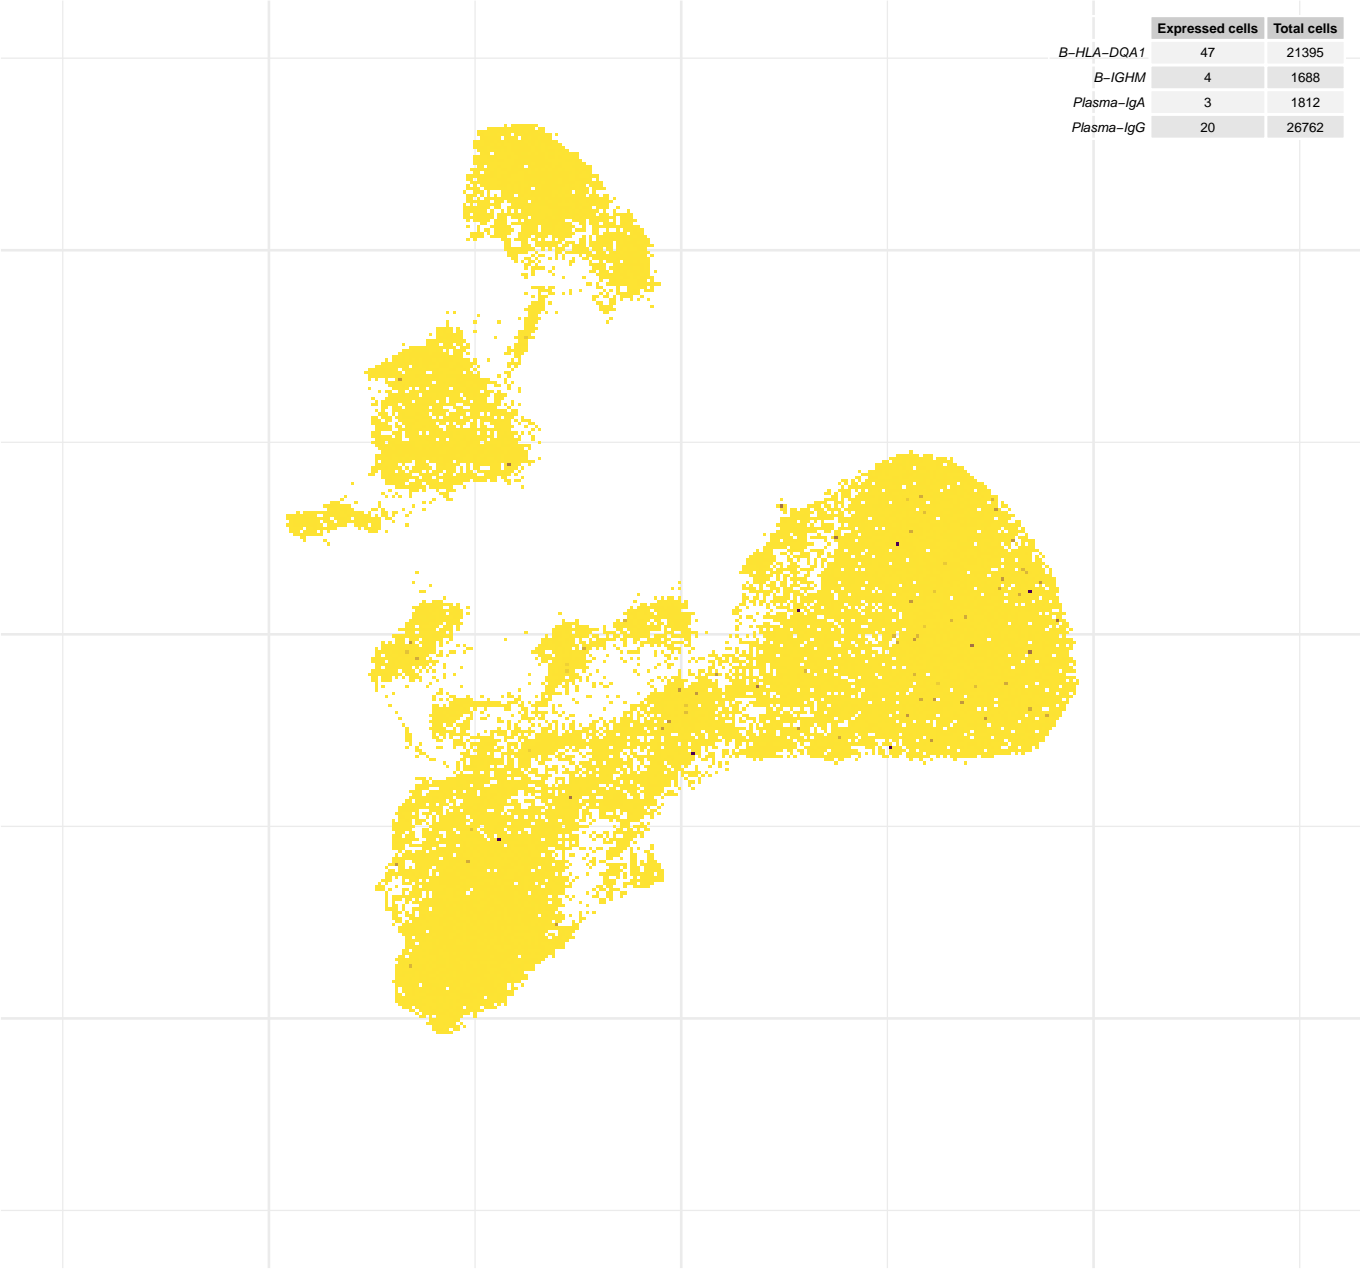 Expressed cells Total cells
B−HLA−DQA1 47 21395
B−IGHM 4 1688
Plasma−IgA 3 1812
Plasma−IgG 20 26762